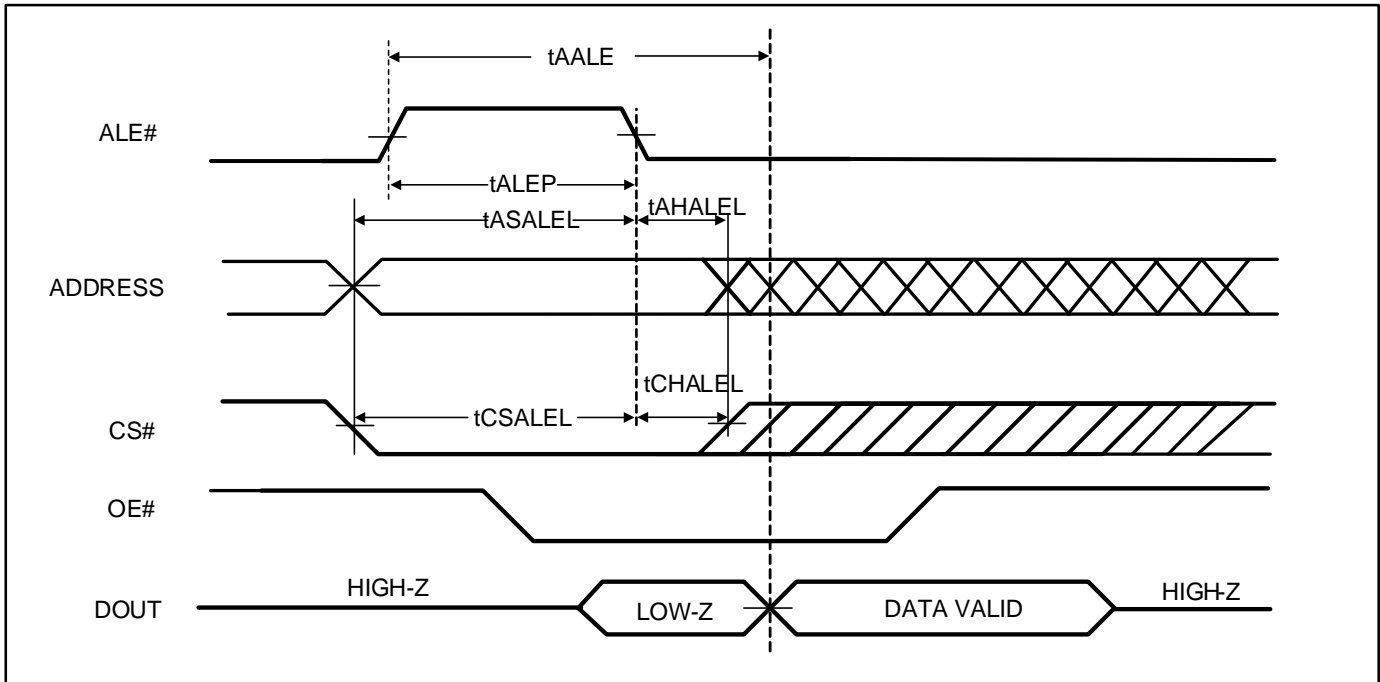 tAALE
ALE#
tALEP
tASALEL
tAHALEL
ADDRESS
tCHALEL
tCSALEL
CS#
OE#
HIGH-Z
LOW-Z
DATA VALID
HIGH-Z
DOUT